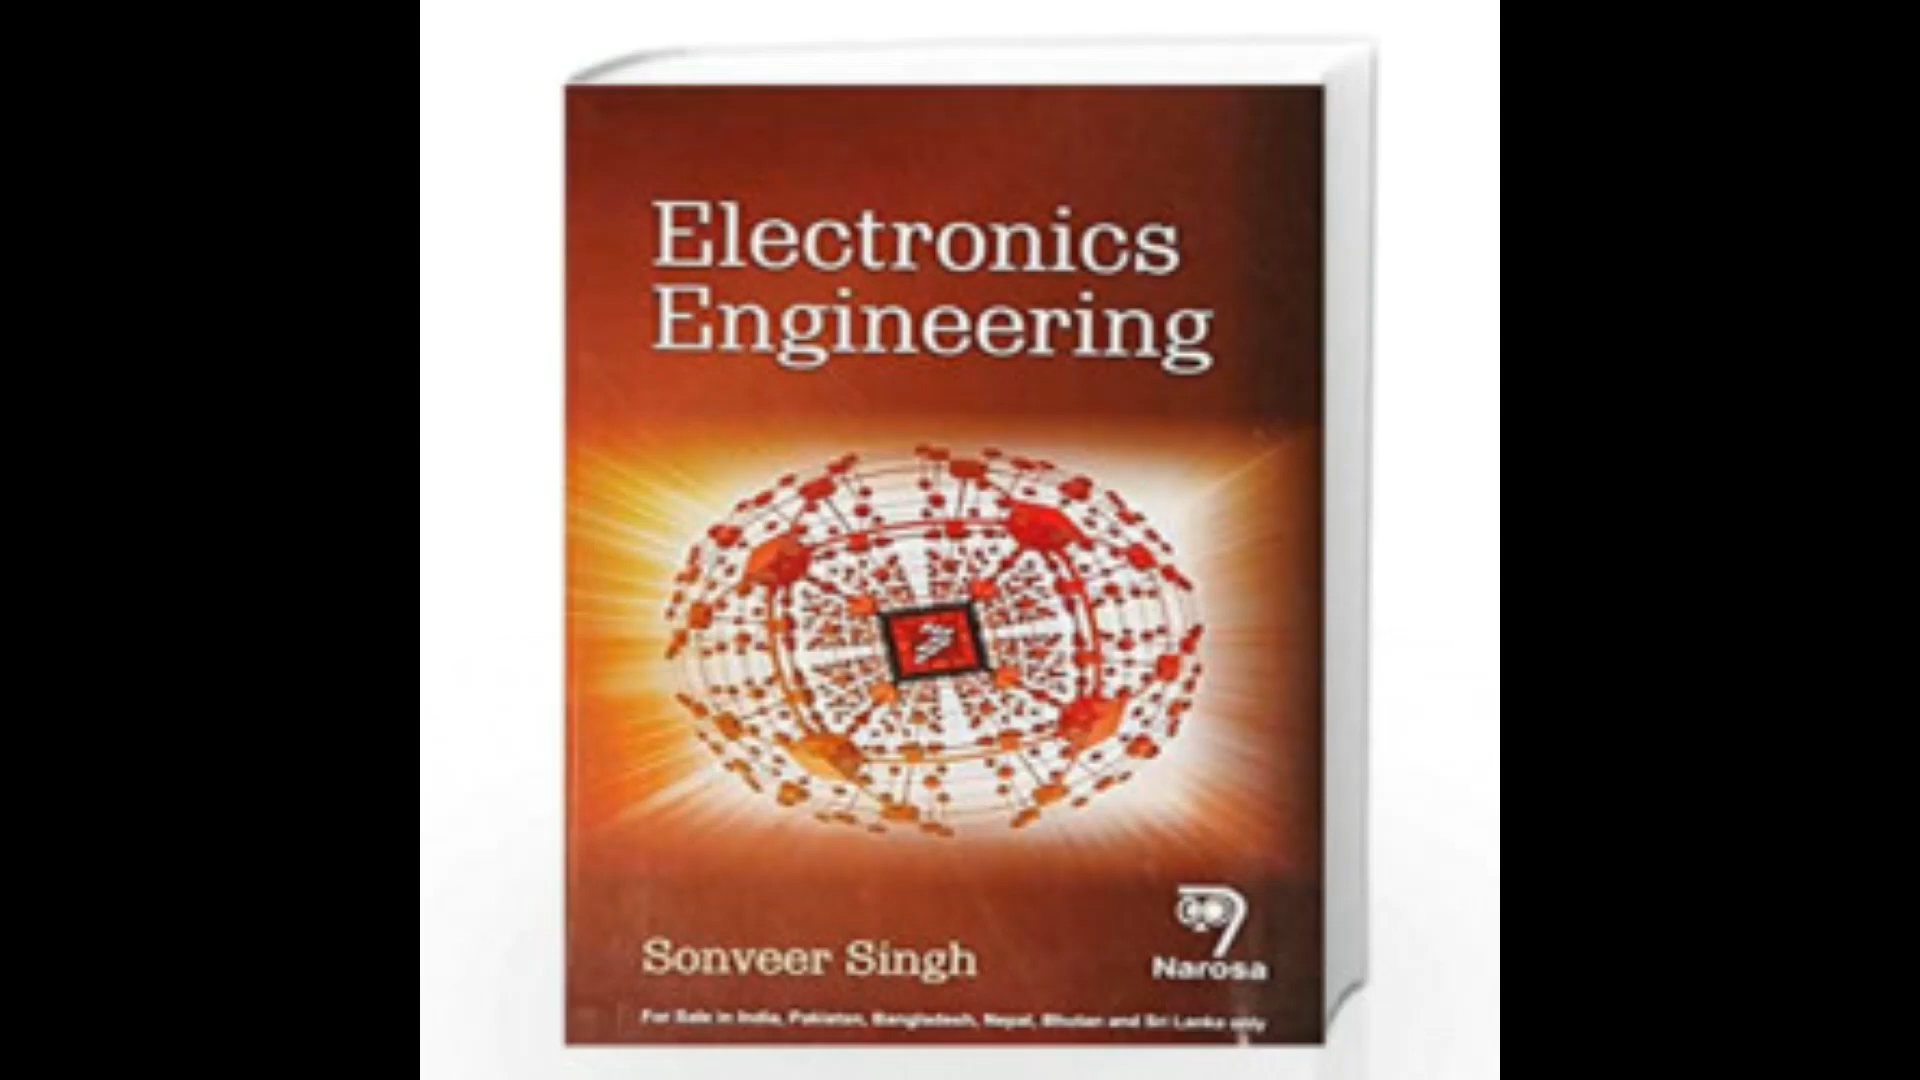 Electronics
Engineering
Sonveer Singh
Narosa
For Sale in India, Pakistan, Bangladesh, Nepal, Bhutan and Sri Lanka only